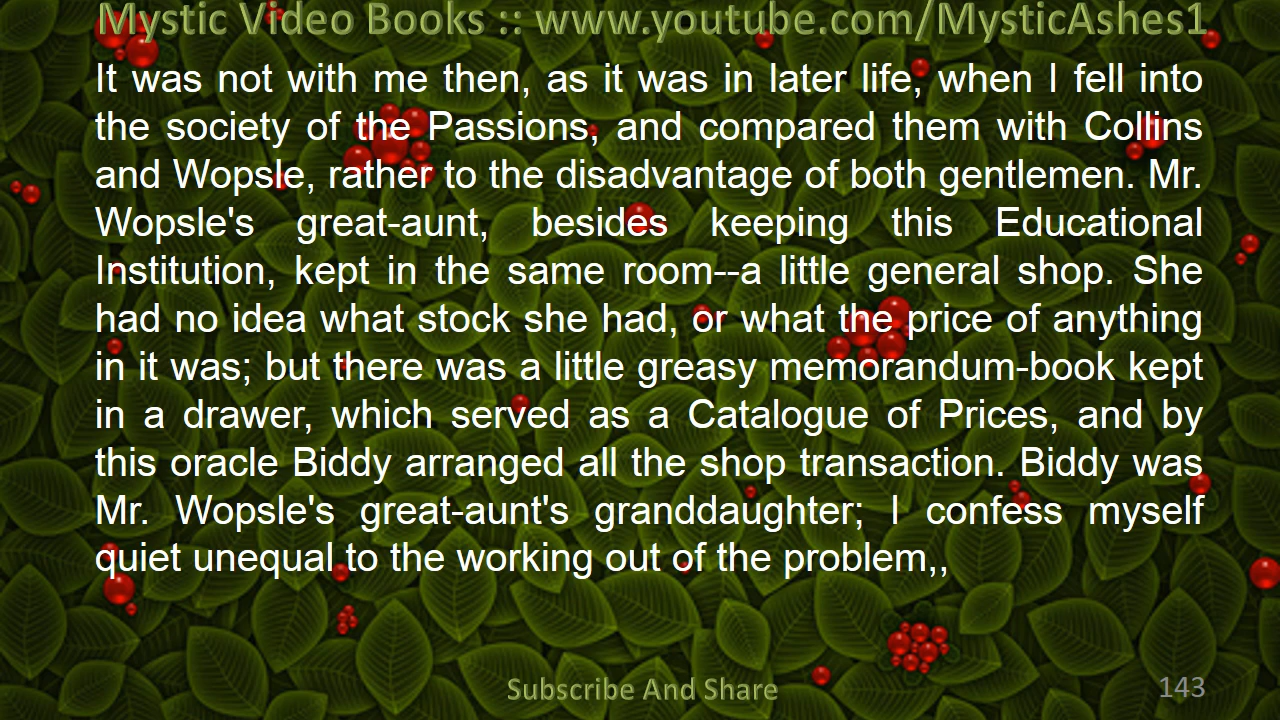 Mystic Video Books :: www.youtube.com/MysticAshes1
It was not with me then, as it was in later life, when I fell into
the society of the Passions, and compared them with Collins
and Wopsle, rather to the disadvantage of both gentlemen. Mr.
Wopsle's great-aunt, besides keeping this Educational
Institution, kept in the same room--a little general shop. She
had no idea what stock she had, or what the price of anything
in it was; but there was a little greasy memorandum-book kept
in a drawer, which served as a Catalogue of Prices, and by
this oracle Biddy arranged all the shop transaction. Biddy was
Mr. Wopsle's great-aunt's granddaughter; I confess myself
quiet unequal to the working out of the problem,,
Subscribe And Share
143